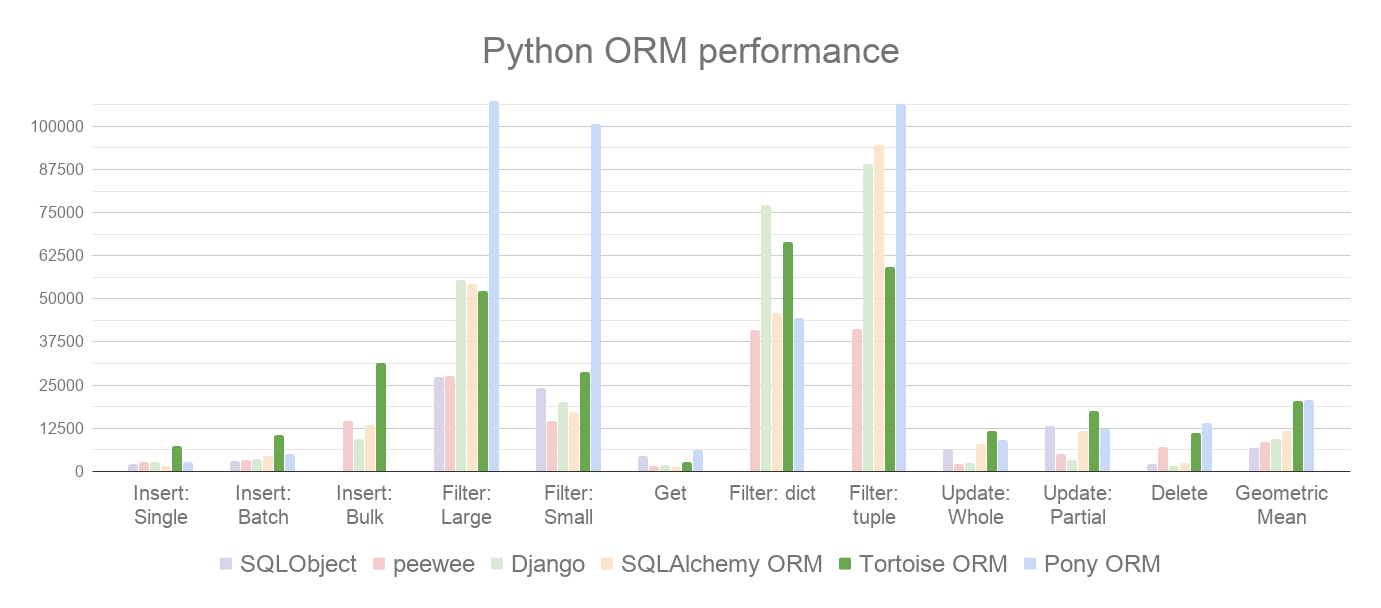 Python ORM performance
100000
87500
75000
62500
50000
37500
25000
12500
0
Insert: Single
Insert: Batch
Insert: Bulk
Filter: Large
Filter: Small
Get
Filter: dict
Filter: tuple
Update: Whole
Update: Partial
Delete
Geometric Mean
SQLObject peewee Django SQLAlchemy ORM Tortoise ORM Pony ORM